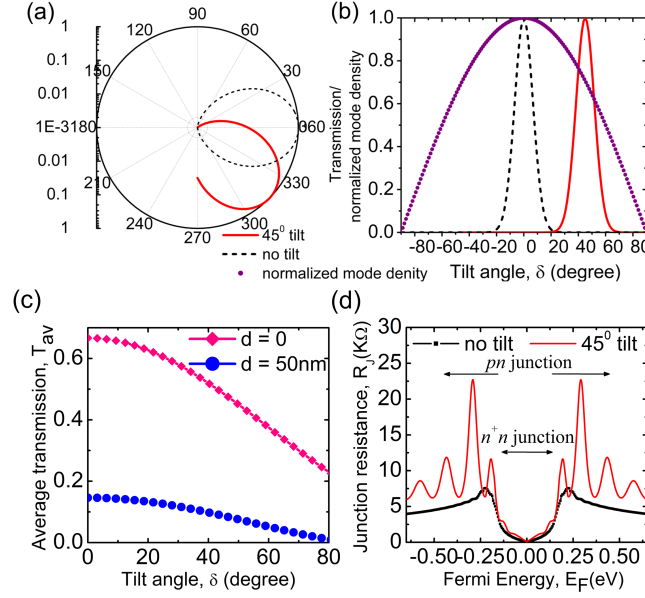 (a)
1
0.1
0.01
1E-3
0.01
0.1
1
90
60
30
360
330
300
270
240
210
180
150
120
45⁰ tilt
no tilt
normalized mode denity
(b)
Transmission/
normalized mode density
1.0
0.8
0.6
0.4
0.2
0.0
-80 -60 -40 -20 0 20 40 60 80
Tilt angle, δ (degree)
(c)
Average transmission, T_av
0.6
0.4
0.2
0.0
d = 0
d = 50nm
0 20 40 60 80
Tilt angle, δ (degree)
(d)
Junction resistance, R_J(KΩ)
30
25
20
15
10
5
0
no tilt 45⁰ tilt
pn junction
n⁺n junction
-0.50 -0.25 0.00 0.25 0.50
Fermi Energy, E_F(eV)